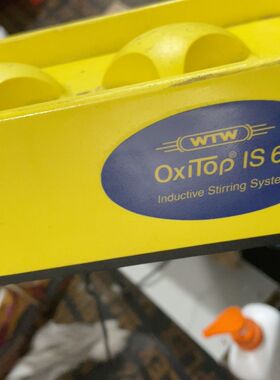 WTW
OxiTop® IS 6
Inductive Stirring System